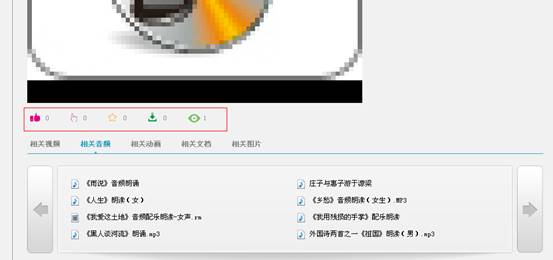 0 0 0 0 1
相关视频 相关音频 相关动画 相关文档 相关图片
《雨说》音频朗诵 庄子与惠子游于濠梁
《人生》朗读(女) 《乡愁》音频朗读(女生).MP3
《我爱这土地》音频配乐朗读-女声.rm 《我用残损的手掌》配乐朗读
《黑人谈河流》朗诵.mp3 外国诗两首之一《祖国》朗读(男).mp3